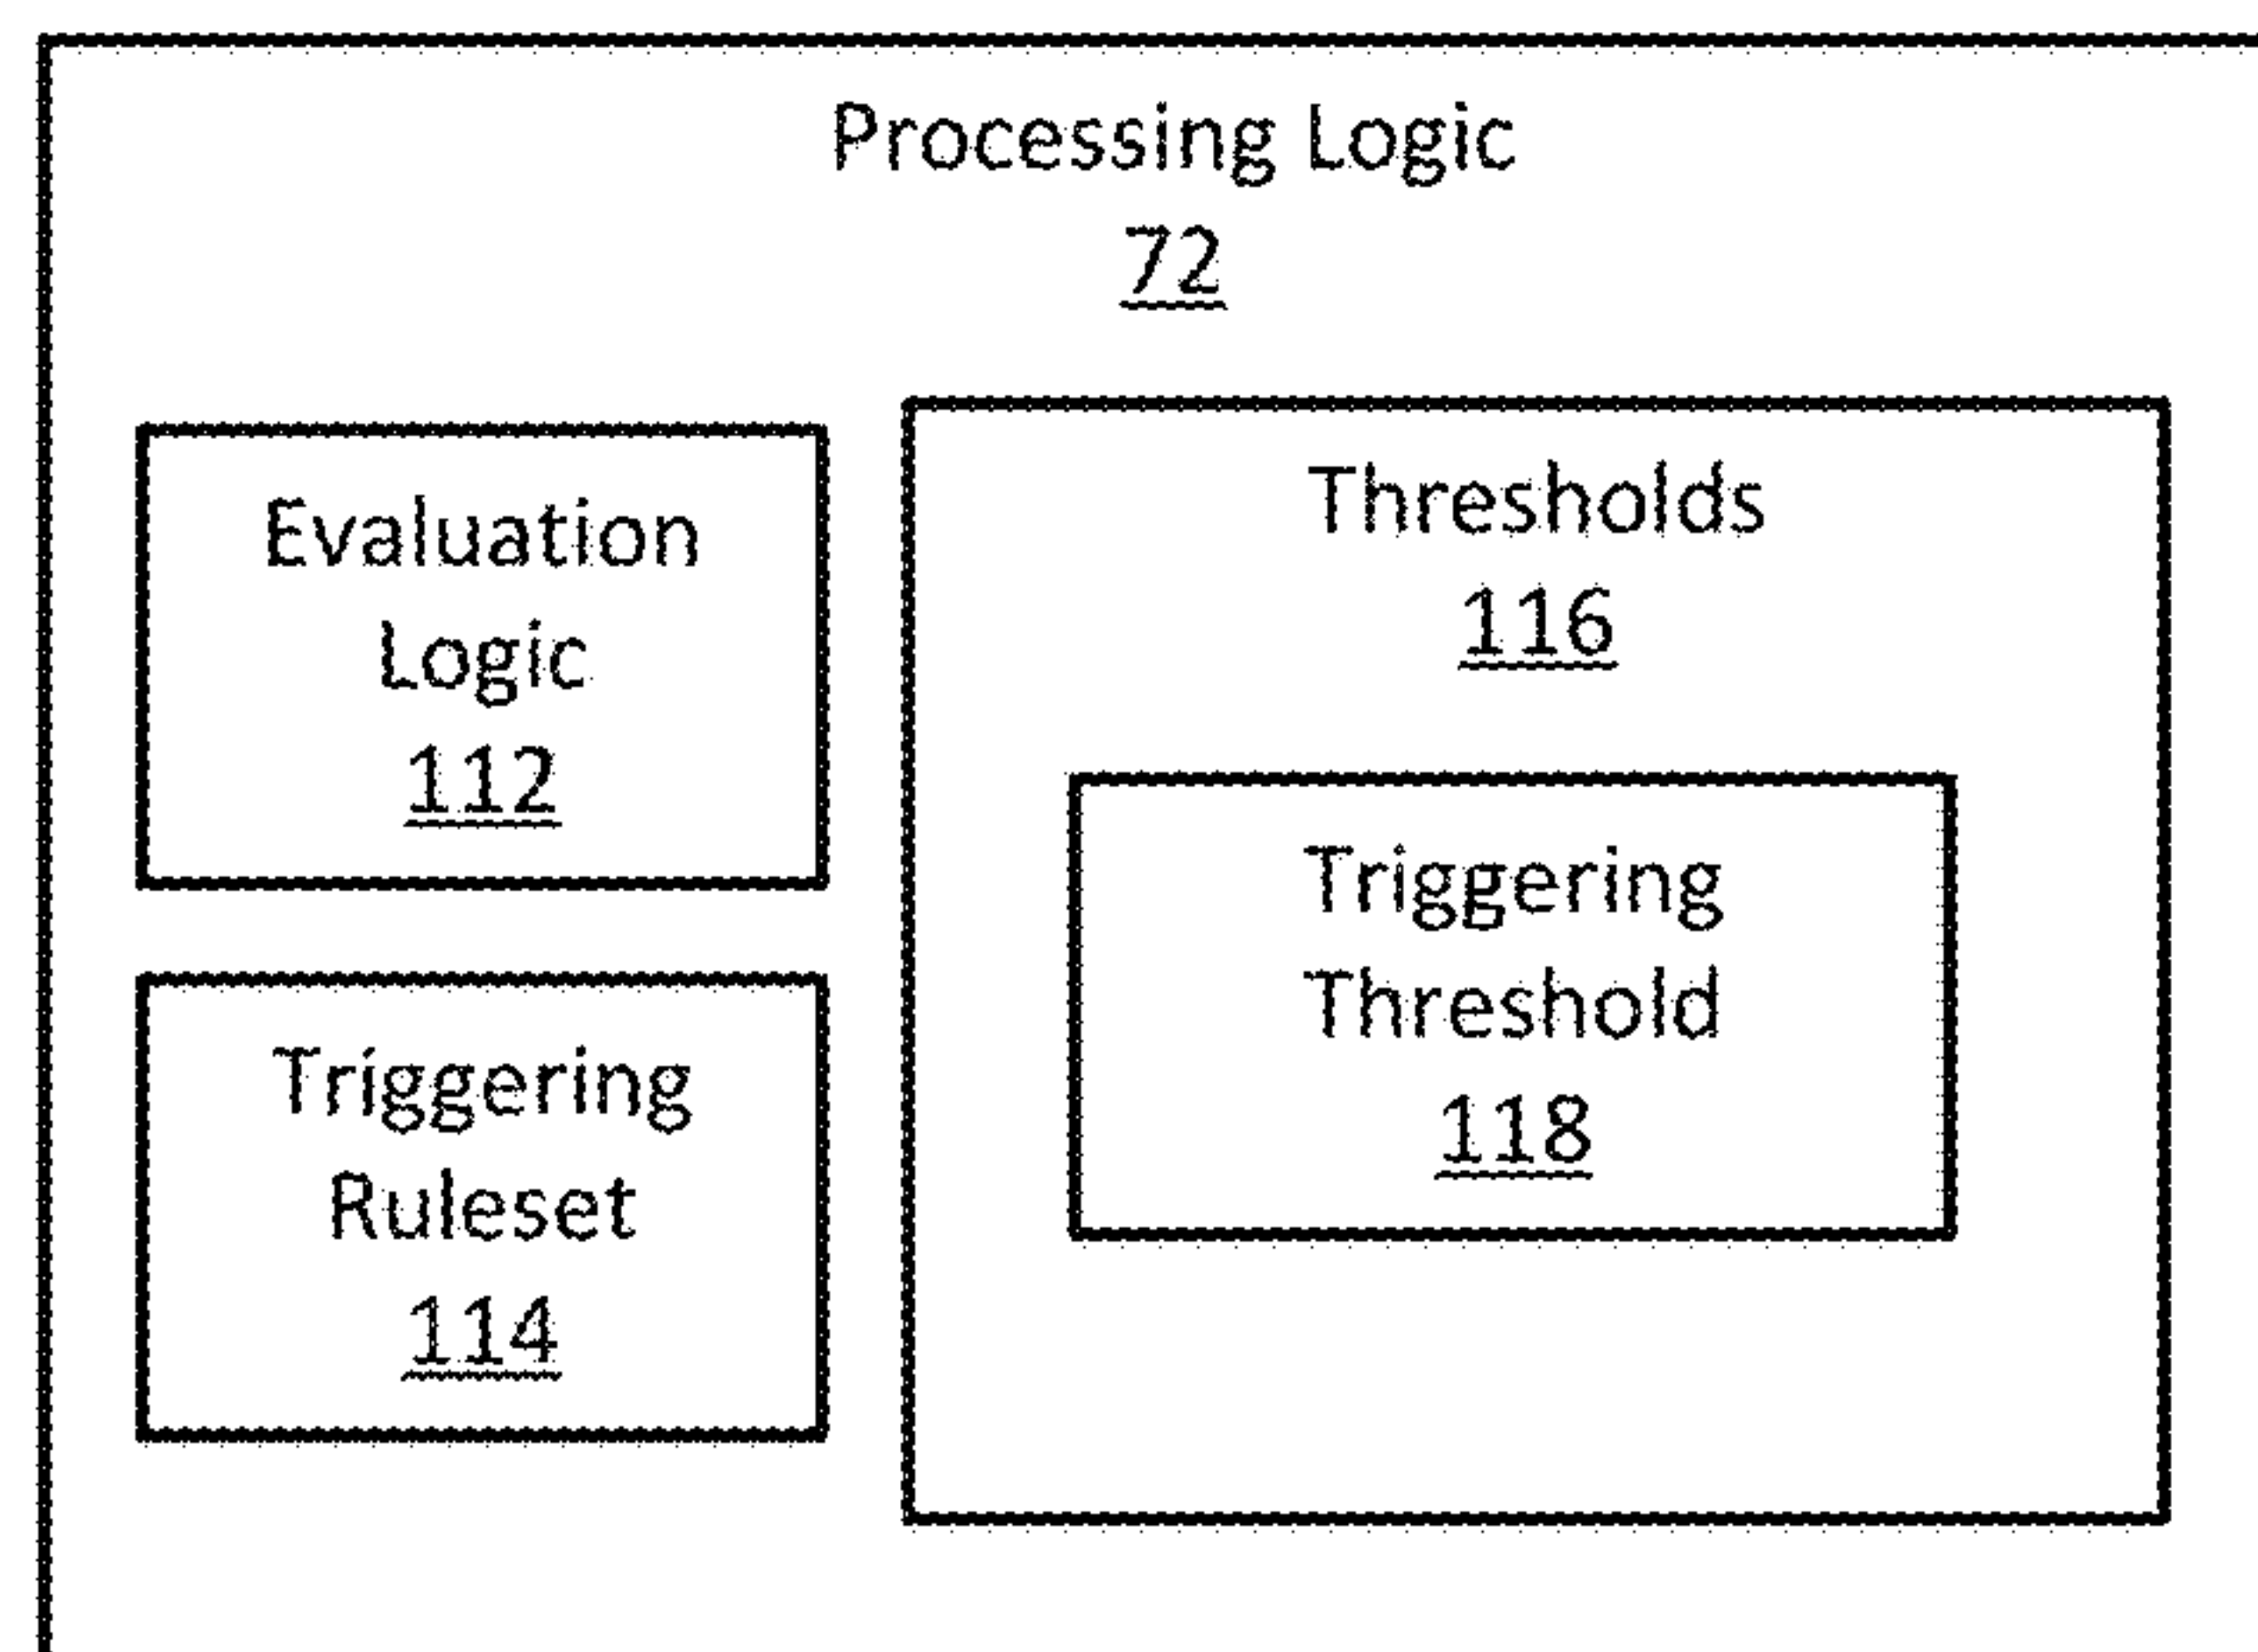 Processing Logic
72
Evaluation
Logic
112
Triggering
Ruleset
114
Thresholds
116
Triggering
Threshold
118